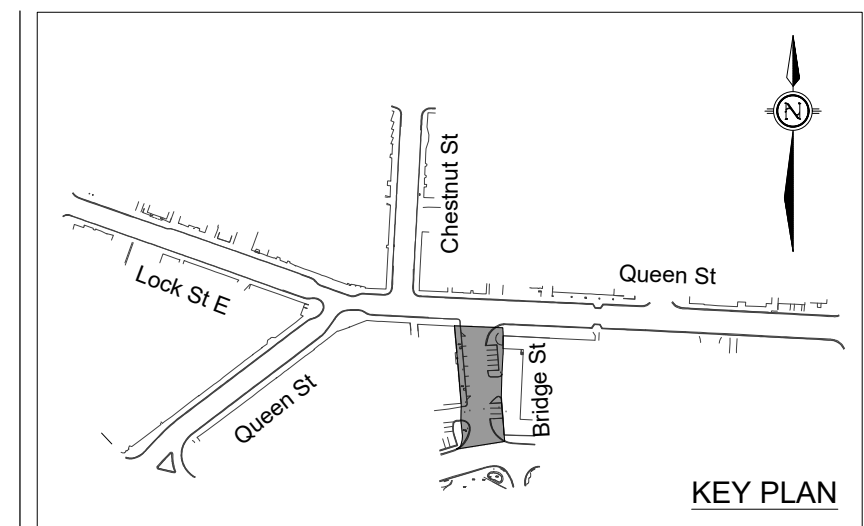 N
Chestnut St
Queen St
Lock St E
Bridge St
Queen St
KEY PLAN